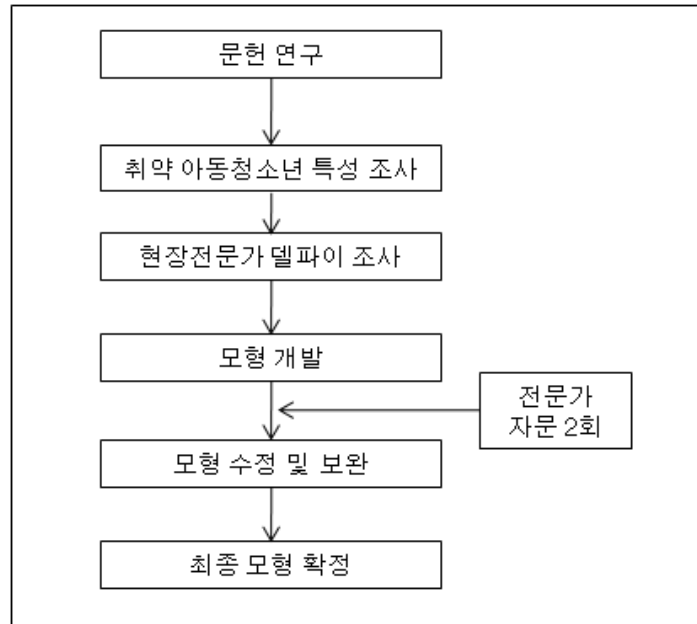 문헌 연구
취약 아동청소년 특성 조사
현장전문가 델파이 조사
모형 개발
전문가
자문 2회
모형 수정 및 보완
최종 모형 확정